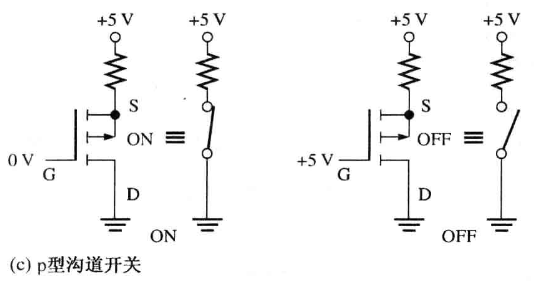 +5 V +5 V +5 V +5 V
S S
ON OFF
0 V +5 V
G G
D D
ON OFF
(c) p型沟道开关